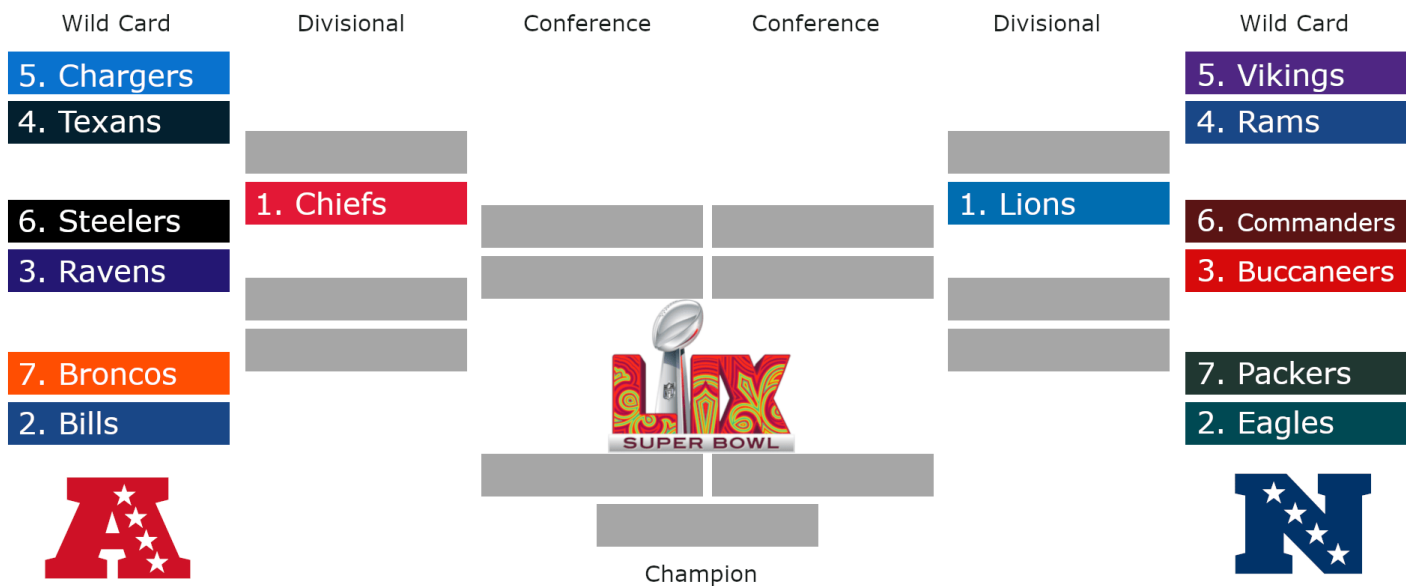 Wild Card
Divisional
Conference
Conference
Divisional
Wild Card
5. Chargers
4. Texans
6. Steelers
3. Ravens
7. Broncos
2. Bills
1. Chiefs
LIX
SUPER BOWL
Champion
1. Lions
5. Vikings
4. Rams
6. Commanders
3. Buccaneers
7. Packers
2. Eagles
A
N